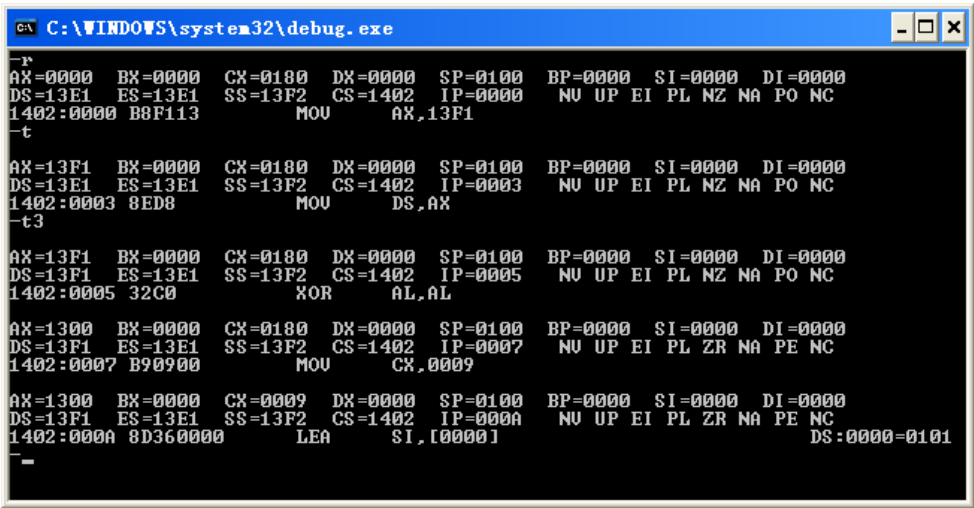 C:\WINDOWS\system32\debug.exe
-r
AX=0000  BX=0000  CX=0180  DX=0000  SP=0100  BP=0000  SI=0000  DI=0000
DS=13E1  ES=13E1  SS=13F2  CS=1402  IP=0000   NV UP EI PL NZ NA PO NC
1402:0000 B8F113        MOV     AX,13F1
-t
AX=13F1  BX=0000  CX=0180  DX=0000  SP=0100  BP=0000  SI=0000  DI=0000
DS=13E1  ES=13E1  SS=13F2  CS=1402  IP=0003   NV UP EI PL NZ NA PO NC
1402:0003 8ED8          MOV     DS,AX
-t3
AX=13F1  BX=0000  CX=0180  DX=0000  SP=0100  BP=0000  SI=0000  DI=0000
DS=13F1  ES=13E1  SS=13F2  CS=1402  IP=0005   NV UP EI PL NZ NA PO NC
1402:0005 32C0          XOR     AL,AL
AX=1300  BX=0000  CX=0180  DX=0000  SP=0100  BP=0000  SI=0000  DI=0000
DS=13F1  ES=13E1  SS=13F2  CS=1402  IP=0007   NV UP EI PL ZR NA PE NC
1402:0007 B90900        MOV     CX,0009
AX=1300  BX=0000  CX=0009  DX=0000  SP=0100  BP=0000  SI=0000  DI=0000
DS=13F1  ES=13E1  SS=13F2  CS=1402  IP=000A   NV UP EI PL ZR NA PE NC
1402:000A 8D360000      LEA     SI,[0000]                          DS:0000=0101
-_